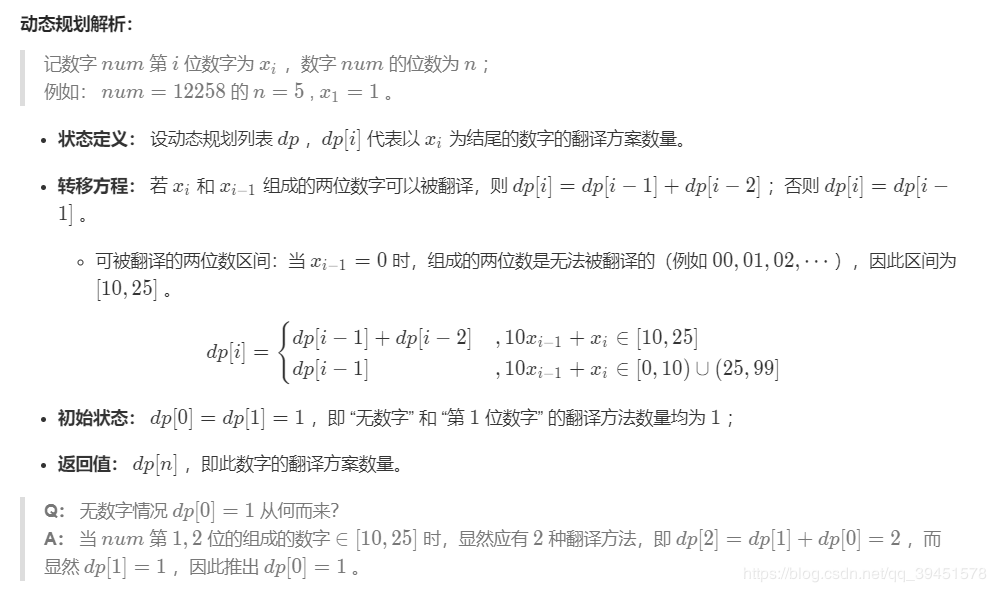 动态规划解析：
记数字 num 第 i 位数字为 x_i ，数字 num 的位数为 n ；
例如： num = 12258 的 n = 5 , x_1 = 1 。
• 状态定义： 设动态规划列表 dp ，dp[i] 代表以 x_i 为结尾的数字的翻译方案数量。
• 转移方程： 若 x_i 和 x_{i-1} 组成的两位数字可以被翻译，则 dp[i] = dp[i − 1] + dp[i − 2] ；否则 dp[i] = dp[i −
1] 。
◦ 可被翻译的两位数区间：当 x_{i-1} = 0 时，组成的两位数是无法被翻译的（例如 00, 01, 02, ⋯ ），因此区间为
[10, 25] 。
dp[i] = { dp[i − 1] + dp[i − 2] , 10x_{i-1} + x_i ∈ [10, 25]
dp[i − 1] , 10x_{i-1} + x_i ∈ [0, 10) ∪ (25, 99]
• 初始状态： dp[0] = dp[1] = 1 ，即 “无数字” 和 “第 1 位数字” 的翻译方法数量均为 1 ；
• 返回值： dp[n] ，即此数字的翻译方案数量。
Q： 无数字情况 dp[0] = 1 从何而来？
A： 当 num 第 1, 2 位的组成的数字 ∈ [10, 25] 时，显然应有 2 种翻译方法，即 dp[2] = dp[1] + dp[0] = 2 ，而
显然 dp[1] = 1 ，因此推出 dp[0] = 1 。
https://blog.csdn.net/qq_39451578